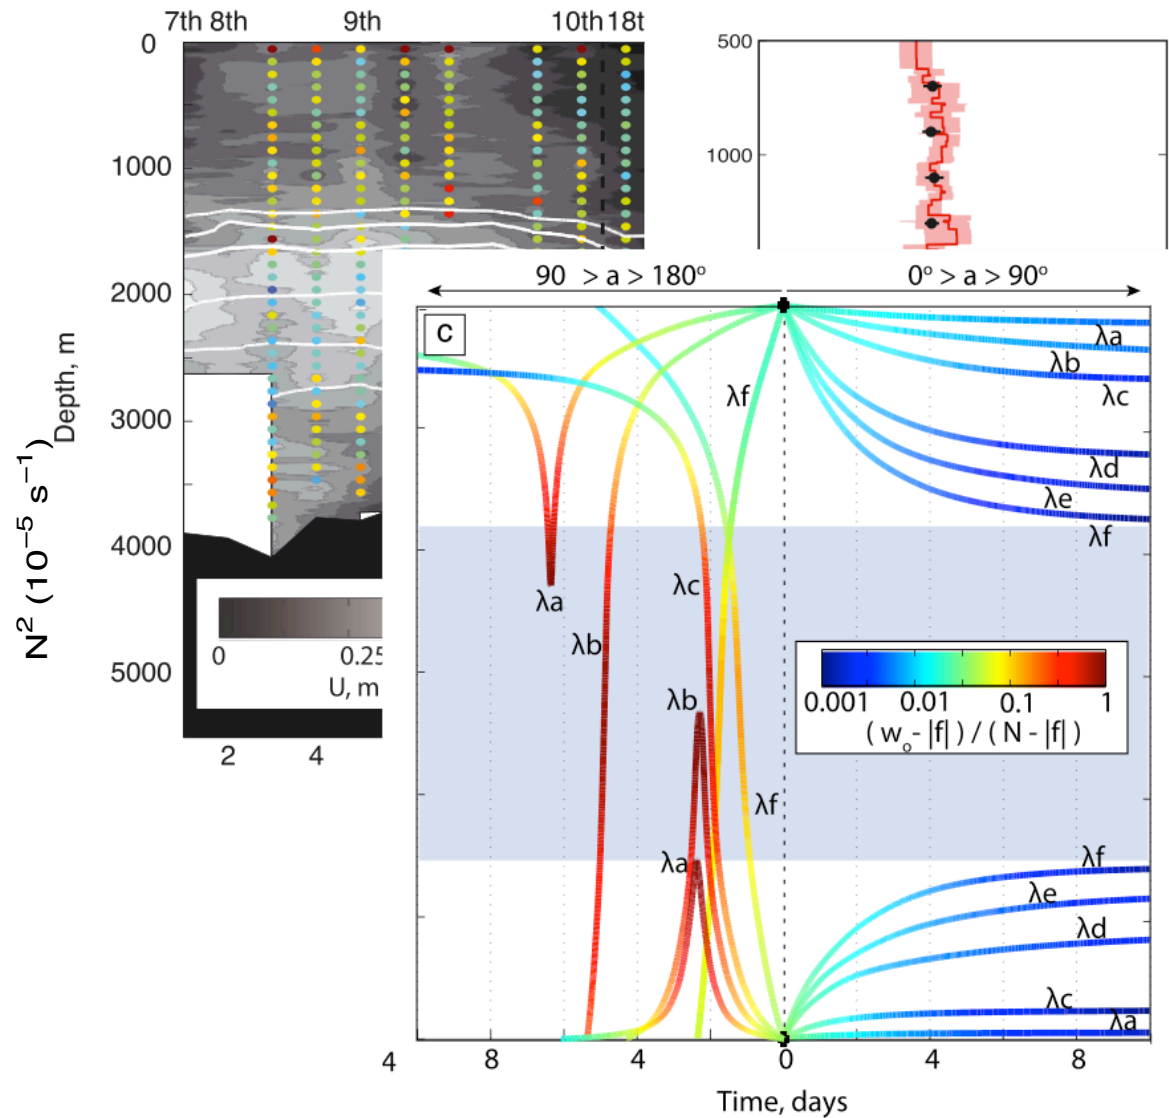 7th 8th 9th 10th 18t
0
1000
2000
3000
4000
5000
Depth, m
N² (10⁻⁵ s⁻¹)
0 0.25
U, m
2 4
500
1000
90 > a > 180º
0º > a > 90º
C
λa
λb
λc
λd
λe
λf
λf
λa
λb
λc
λb
λa
λf
0.001 0.01 0.1 1
( wₒ- |f| ) / ( N - |f| )
λf
λe
λd
λc
λa
4 8 4 0 4 8
Time, days